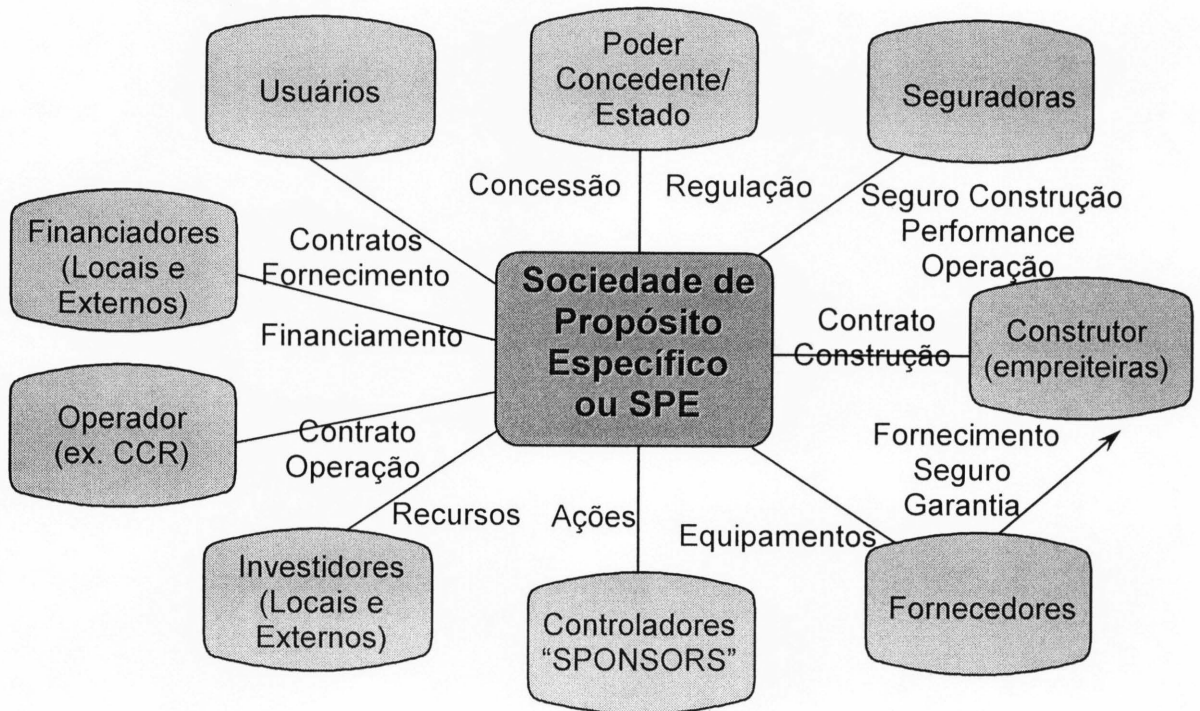 Usuários
Poder
Concedente/
Estado
Seguradoras
Concessão
Regulação
Seguro Construção
Performance
Operação
Financiadores
(Locais e
Externos)
Contratos
Fornecimento
Financiamento
Sociedade de
Propósito
Específico
ou SPE
Contrato
Construção
Construtor
(empreiteiras)
Operador
(ex. CCR)
Contrato
Operação
Fornecimento
Seguro
Garantia
Recursos
Ações
Equipamentos
Investidores
(Locais e
Externos)
Controladores
“SPONSORS”
Fornecedores